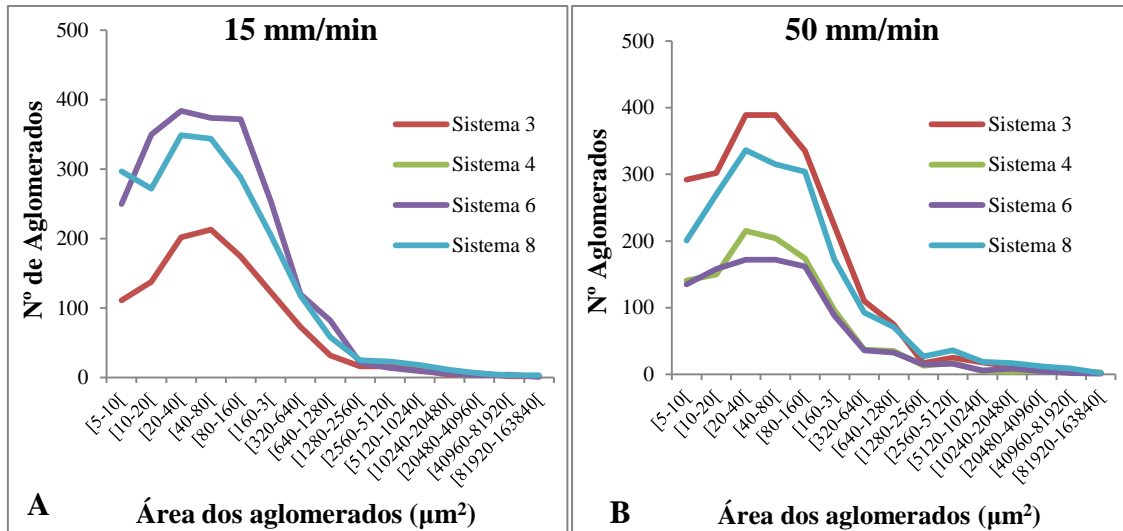 15 mm/min
500
400
300
200
100
0
Nº de Aglomerados
Sistema 3
Sistema 4
Sistema 6
Sistema 8
[5-10[
[10-20[
[20-40[
[40-80[
[80-160[
[160-3[
[320-640[
[640-1280[
[1280-2560[
[2560-5120[
[5120-10240[
[10240-20480[
[20480-40960[
[40960-81920[
[81920-163840[
A
Área dos aglomerados (µm²)
50 mm/min
500
400
300
200
100
0
Nº Aglomerados
Sistema 3
Sistema 4
Sistema 6
Sistema 8
[5-10[
[10-20[
[20-40[
[40-80[
[80-160[
[160-3[
[320-640[
[640-1280[
[1280-2560[
[2560-5120[
[5120-10240[
[10240-20480[
[20480-40960[
[40960-81920[
[81920-163840[
B
Área dos aglomerados (µm²)